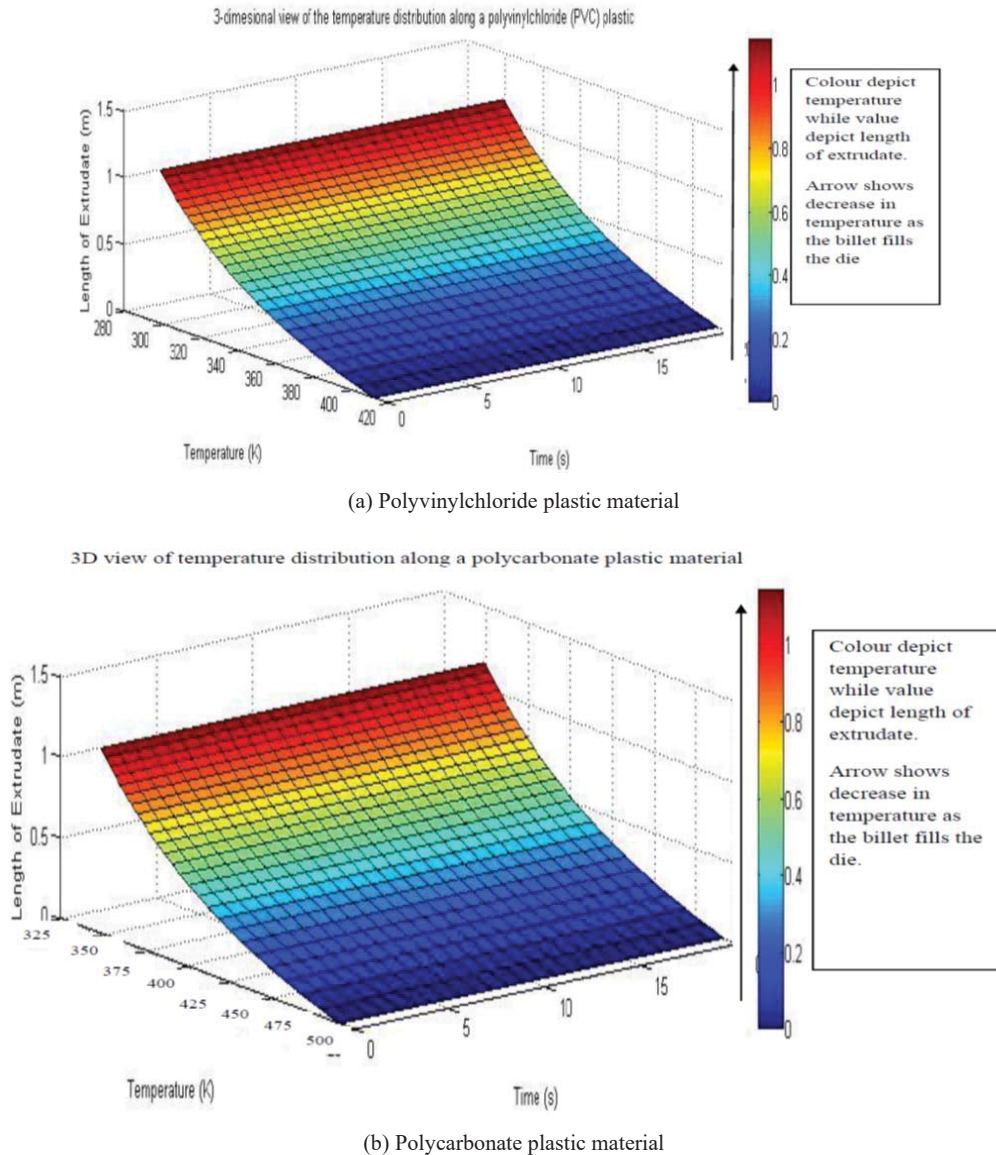 3-dimesional view of the temperature distribution along a polyvinylchloride (PVC) plastic
Length of Extrudate (m)
1.5
1
0.5
0
280
300
320
340
360
380
400
420
Temperature (K)
0
5
10
15
Time (s)
1
0.8
0.6
0.4
0.2
0
Colour depict
temperature
while value
depict length
of extrudate.
Arrow shows
decrease in
temperature as
the billet fills
the die
(a) Polyvinylchloride plastic material
3D view of temperature distribution along a polycarbonate plastic material
Length of Extrudate (m)
1.5
1
0.5
0
325
350
375
400
425
450
475
500
Temperature (K)
0
5
10
15
Time (s)
1
0.8
0.6
0.4
0.2
0
Colour depict
temperature
while value
depict length of
extrudate.
Arrow shows
decrease in
temperature as
the billet fills the
die.
(b) Polycarbonate plastic material